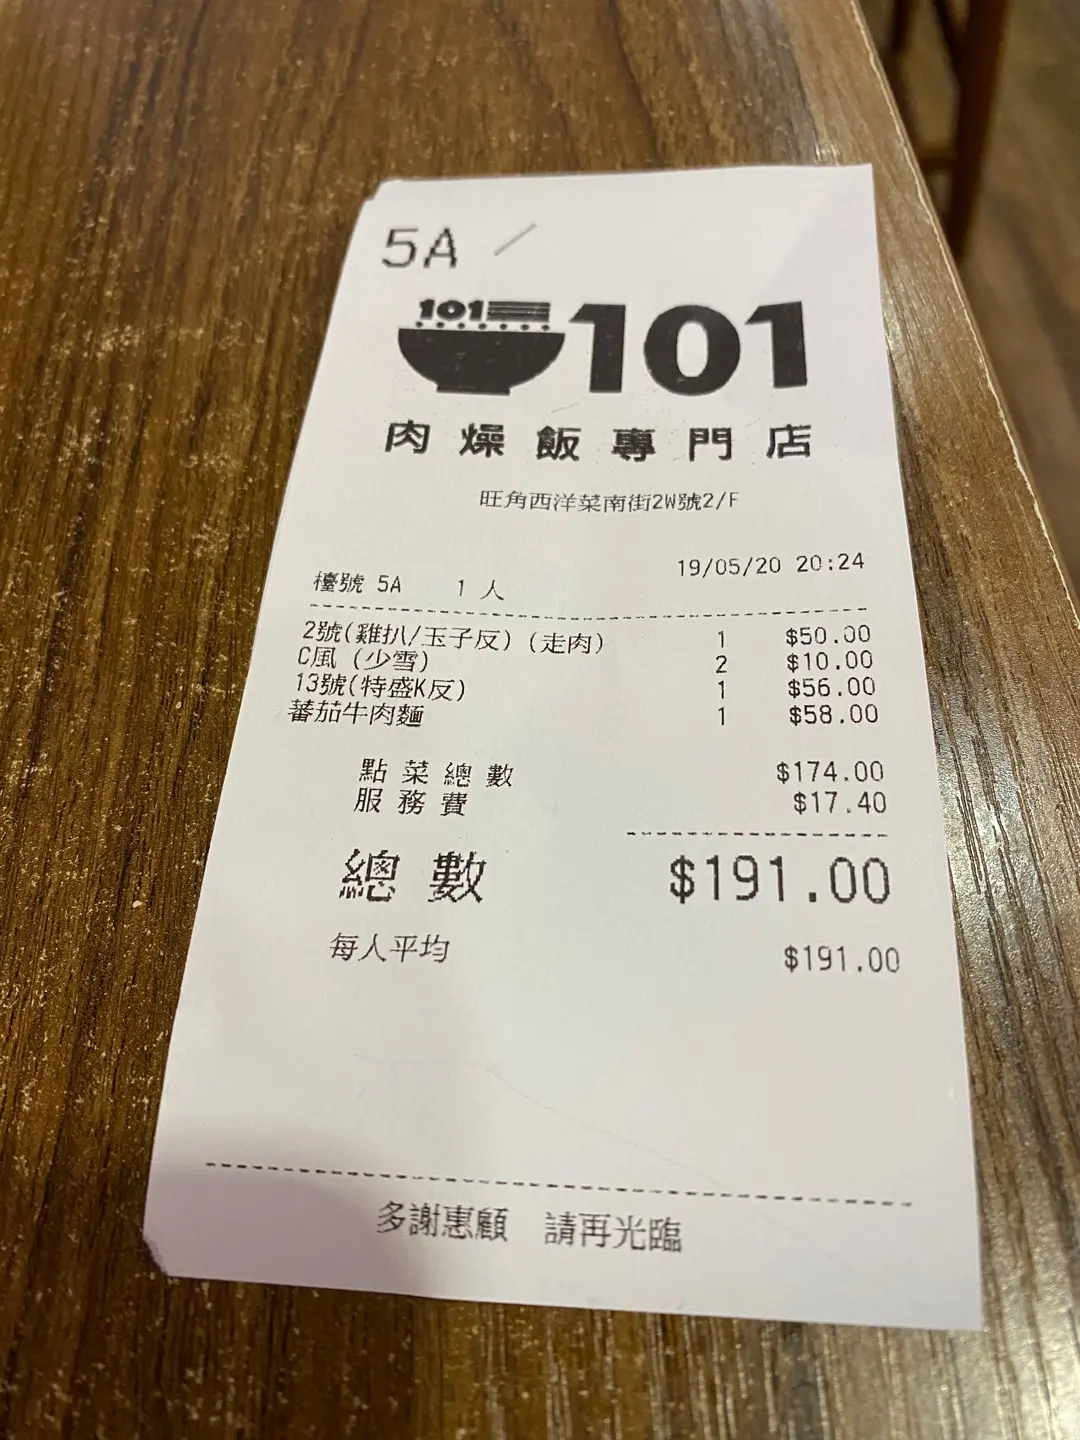 5A /
101 101
肉燥飯專門店
旺角西洋菜南街2W號2/F
19/05/20 20:24
檯號 5A 1 人
2號(雞扒/玉子反) (走肉) 1 $50.00
C風 (少雪) 2 $10.00
13號(特盛K反) 1 $56.00
蕃茄牛肉麵 1 $58.00
點菜總數 $174.00
服務費 $17.40
總數 $191.00
每人平均 $191.00
多謝惠顧 請再光臨